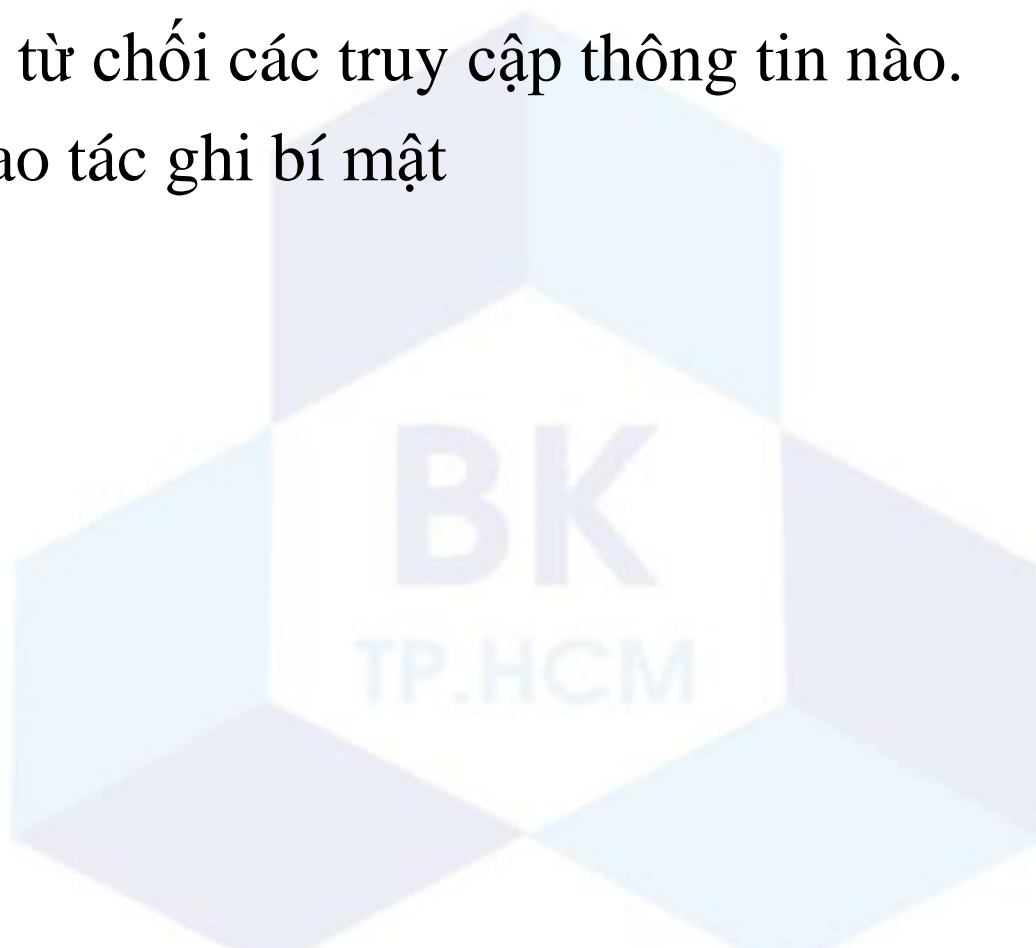 từ chối các truy cập thông tin nào.
ao tác ghi bí mật
BK
TP.HCM